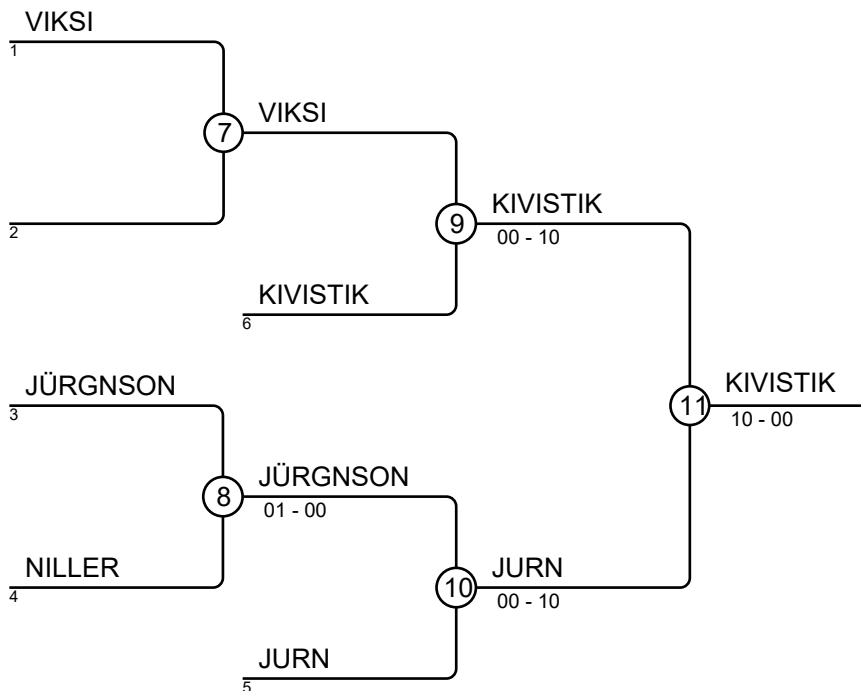 VIKSI
1
7
VIKSI
2
9
KIVISTIK
00 - 10
KIVISTIK
6
JÜRGNSON
3
11
KIVISTIK
10 - 00
8
JÜRGNSON
01 - 00
NILLER
4
10
JURN
00 - 10
JURN
5